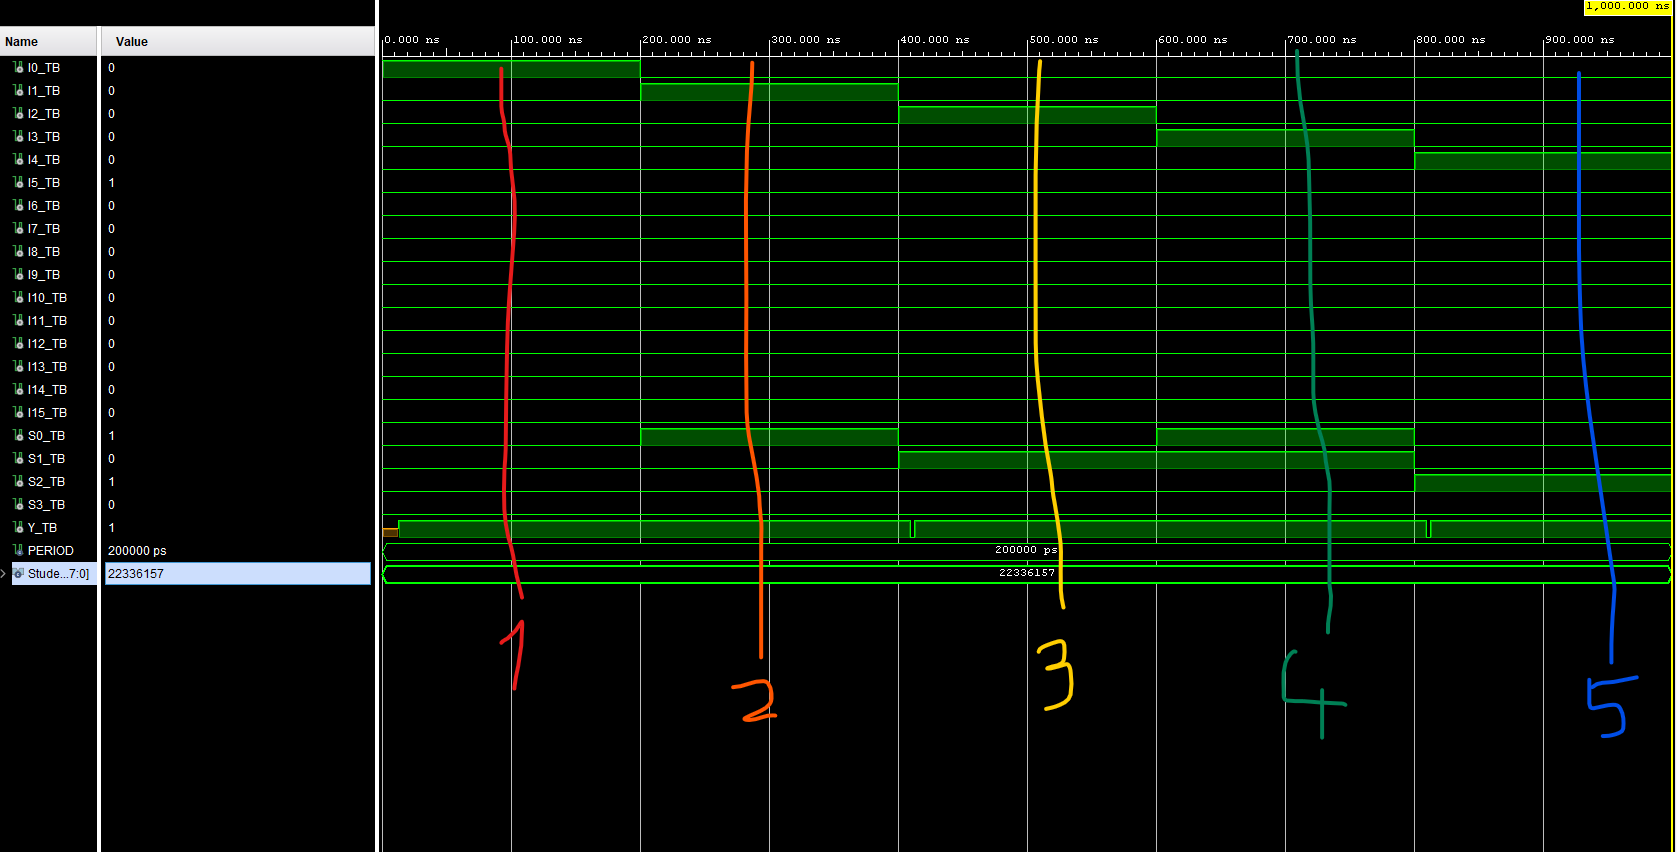 1,000.000 ns
Name Value
0.000 ns 100.000 ns 200.000 ns 300.000 ns 400.000 ns 500.000 ns 600.000 ns 700.000 ns 800.000 ns 900.000 ns
I0_TB 0
I1_TB 0
I2_TB 0
I3_TB 0
I4_TB 0
I5_TB 1
I6_TB 0
I7_TB 0
I8_TB 0
I9_TB 0
I10_TB 0
I11_TB 0
I12_TB 0
I13_TB 0
I14_TB 0
I15_TB 0
S0_TB 1
S1_TB 0
S2_TB 1
S3_TB 0
Y_TB 1
PERIOD 200000 ps 200000 ps
Stude...7:0] 22336157 22336157
1 2 3 4 5